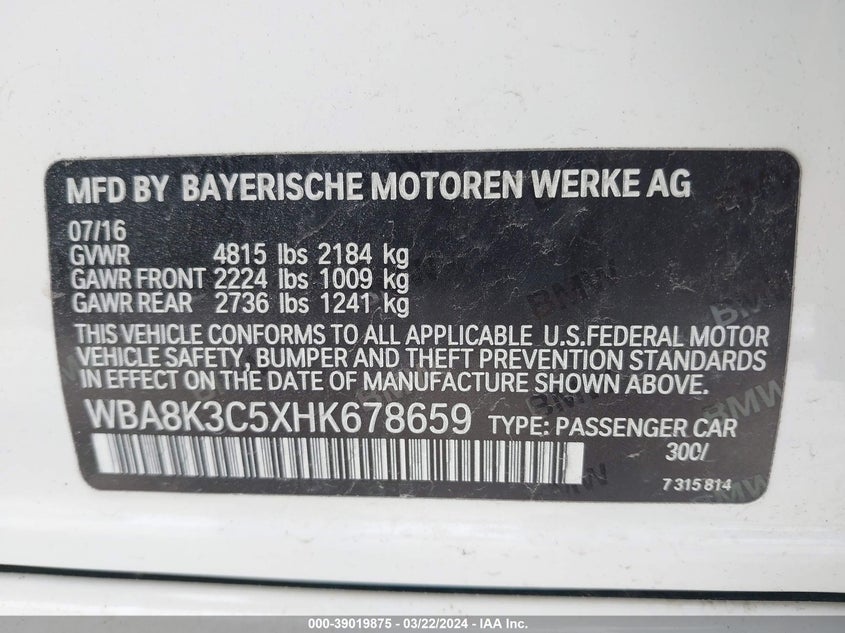 MFD BY BAYERISCHE MOTOREN WERKE AG
07/16
GVWR 4815 lbs 2184 kg
GAWR FRONT 2224 lbs 1009 kg
GAWR REAR 2736 lbs 1241 kg
THIS VEHICLE CONFORMS TO ALL APPLICABLE U.S.FEDERAL MOTOR
VEHICLE SAFETY, BUMPER AND THEFT PREVENTION STANDARDS
IN EFFECT ON THE DATE OF MANUFACTURE SHOWN ABOVE.
WBA8K3C5XHK678659 TYPE: PASSENGER CAR
300/
7315814
000-39019875 - 03/22/2024 - IAA Inc.